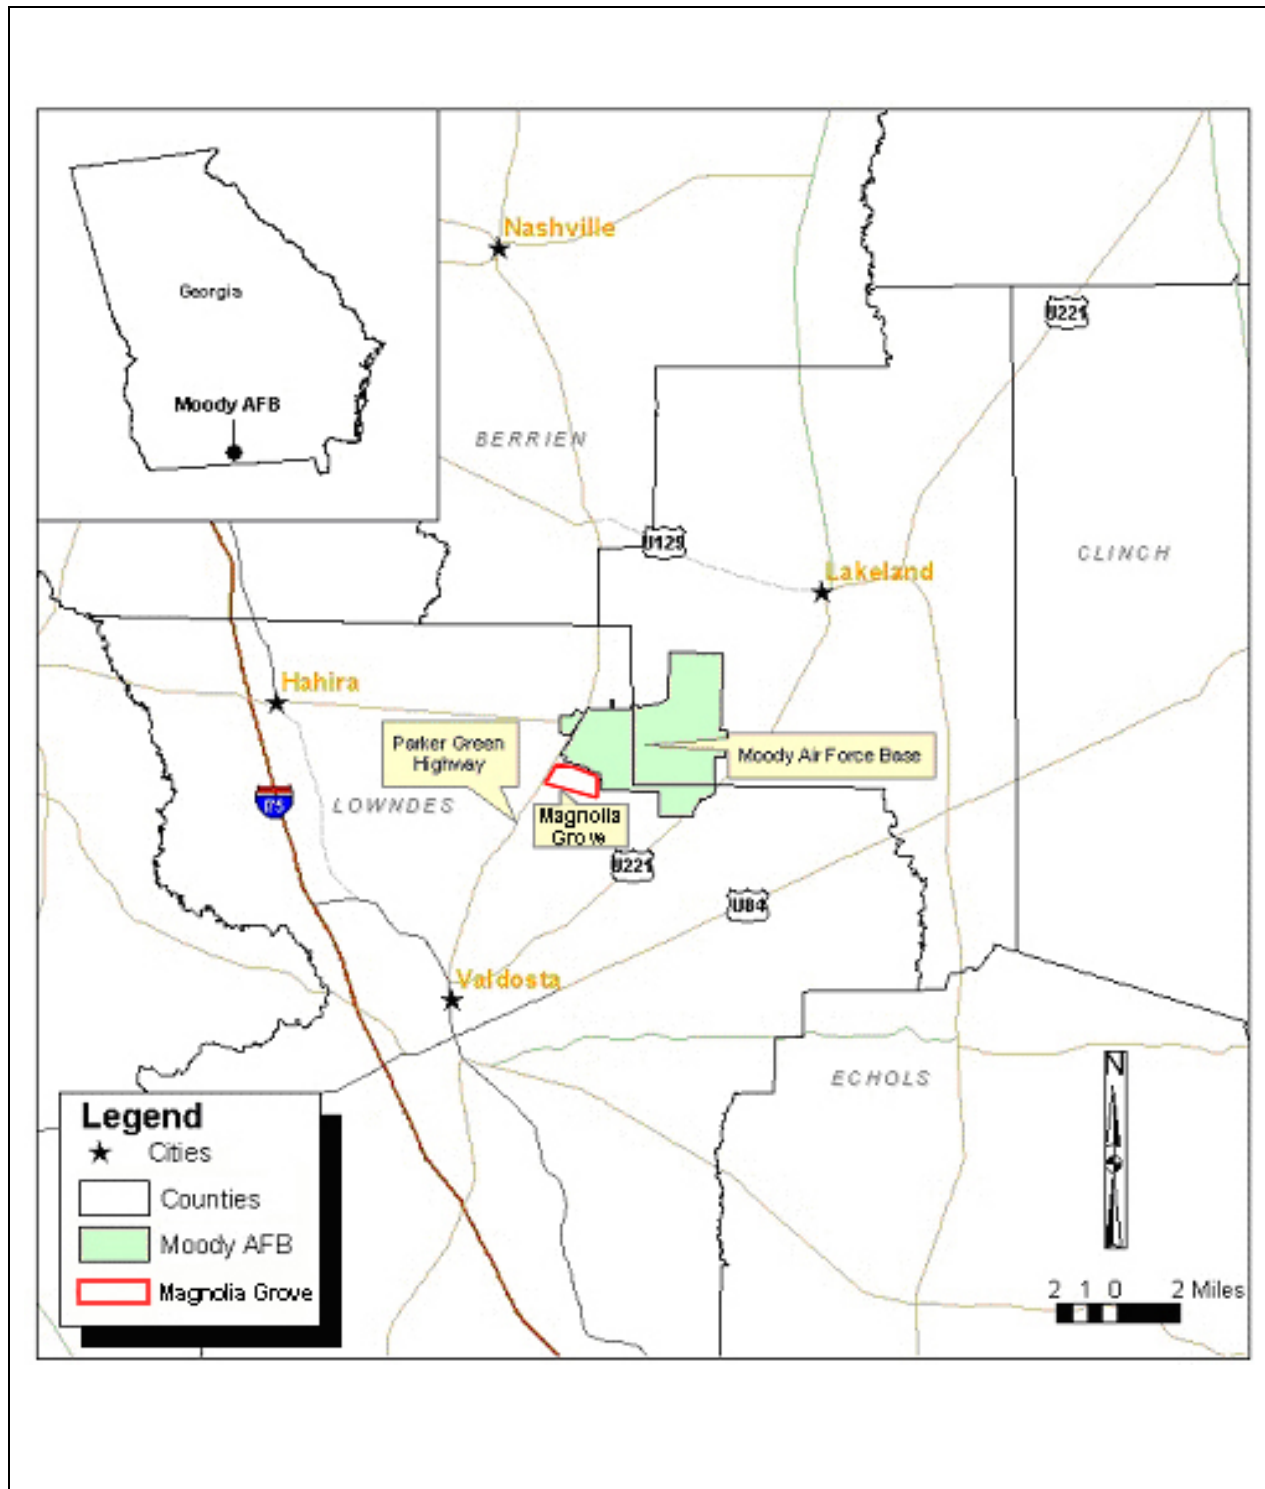 Nashville
Georgia
U221
Moody AFB
BERRIEN
U129
CLINCH
Lakeland
Hahira
Parker Green
Highway
Moody Air Force Base
I75
LOWNDES
Magnolia
Grove
U221
U84
Valdosta
N
ECHOLS
Legend
Cities
Counties
Moody AFB
Magnolia Grove
2 1 0 2 Miles